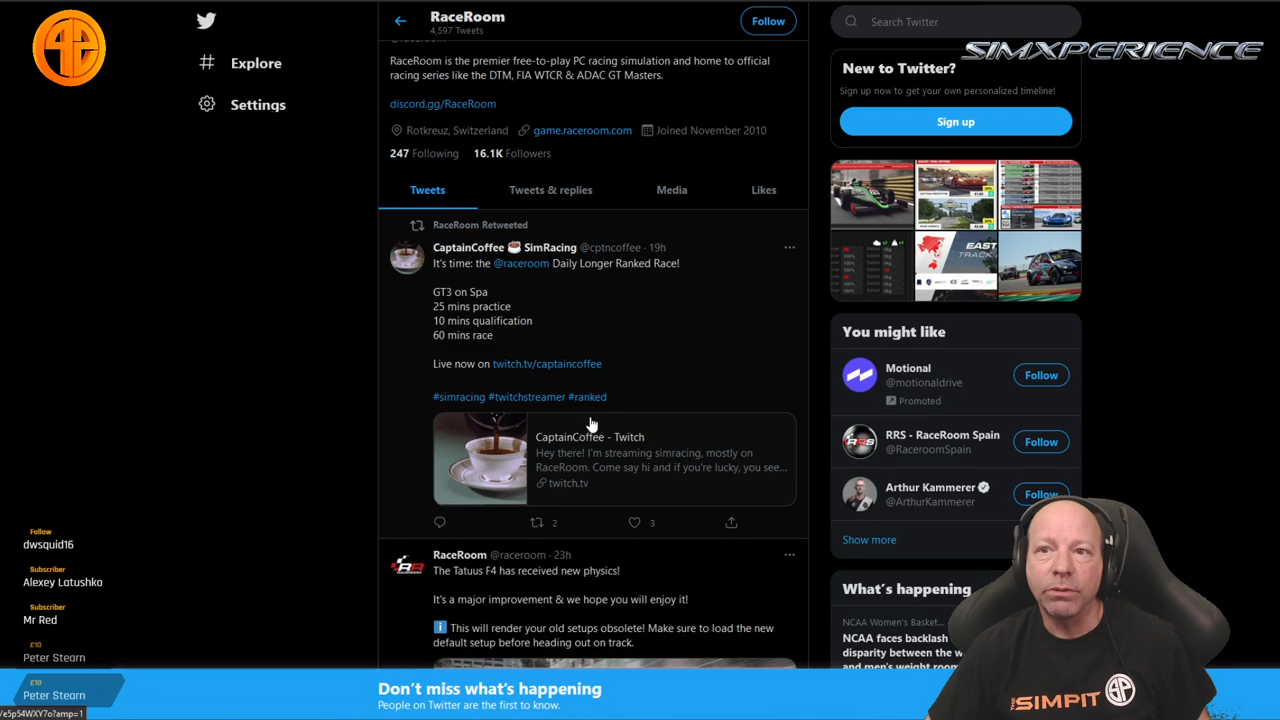 RaceRoom
4,597 Tweets
Follow
Search Twitter
SIMXPERIENCE
Explore
Settings
RaceRoom is the premier free-to-play PC racing simulation and home to official
racing series like the DTM, FIA WTCR & ADAC GT Masters.
discord.gg/RaceRoom
Rotkreuz, Switzerland game.raceroom.com Joined November 2010
247 Following 16.1K Followers
Tweets Tweets & replies Media Likes
RaceRoom Retweeted
CaptainCoffee ☕ SimRacing @cptncoffee · 19h
It's time: the @raceroom Daily Longer Ranked Race!
GT3 on Spa
25 mins practice
10 mins qualification
60 mins race
Live now on twitch.tv/captaincoffee
#simracing #twitchstreamer #ranked
CaptainCoffee - Twitch
Hey there! I'm streaming simracing, mostly on
RaceRoom. Come say hi and if you're lucky, you see...
twitch.tv
2 3
RaceRoom @raceroom · 23h
The Tatuus F4 has received new physics!
It's a major improvement & we hope you will enjoy it!
ℹ️ This will render your old setups obsolete! Make sure to load the new
default setup before heading out on track.
New to Twitter?
Sign up now to get your own personalized timeline!
Sign up
EAST
TRACK
You might like
Motional
@motionaldrive
Promoted
Follow
RRS - RaceRoom Spain
@RaceroomSpain
Follow
Arthur Kammerer
@ArthurKammerer
Follow
Show more
What's happening
NCAA Women's Basket...
NCAA faces backlash
disparity between the w
and men's weight room
Follow
dwsquid16
Subscriber
Alexey Latushko
Subscriber
Mr Red
£10
Peter Stearn
£10
Peter Stearn
Don't miss what's happening
People on Twitter are the first to know.
/e5p54WXY7o?amp=1
THE SIMPIT